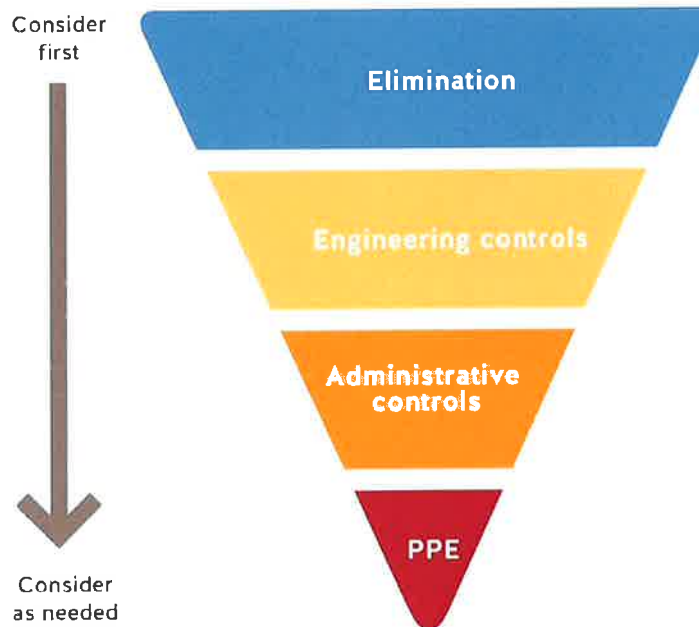 Consider
first
Elimination
Engineering controls
Administrative
controls
PPE
Consider
as needed